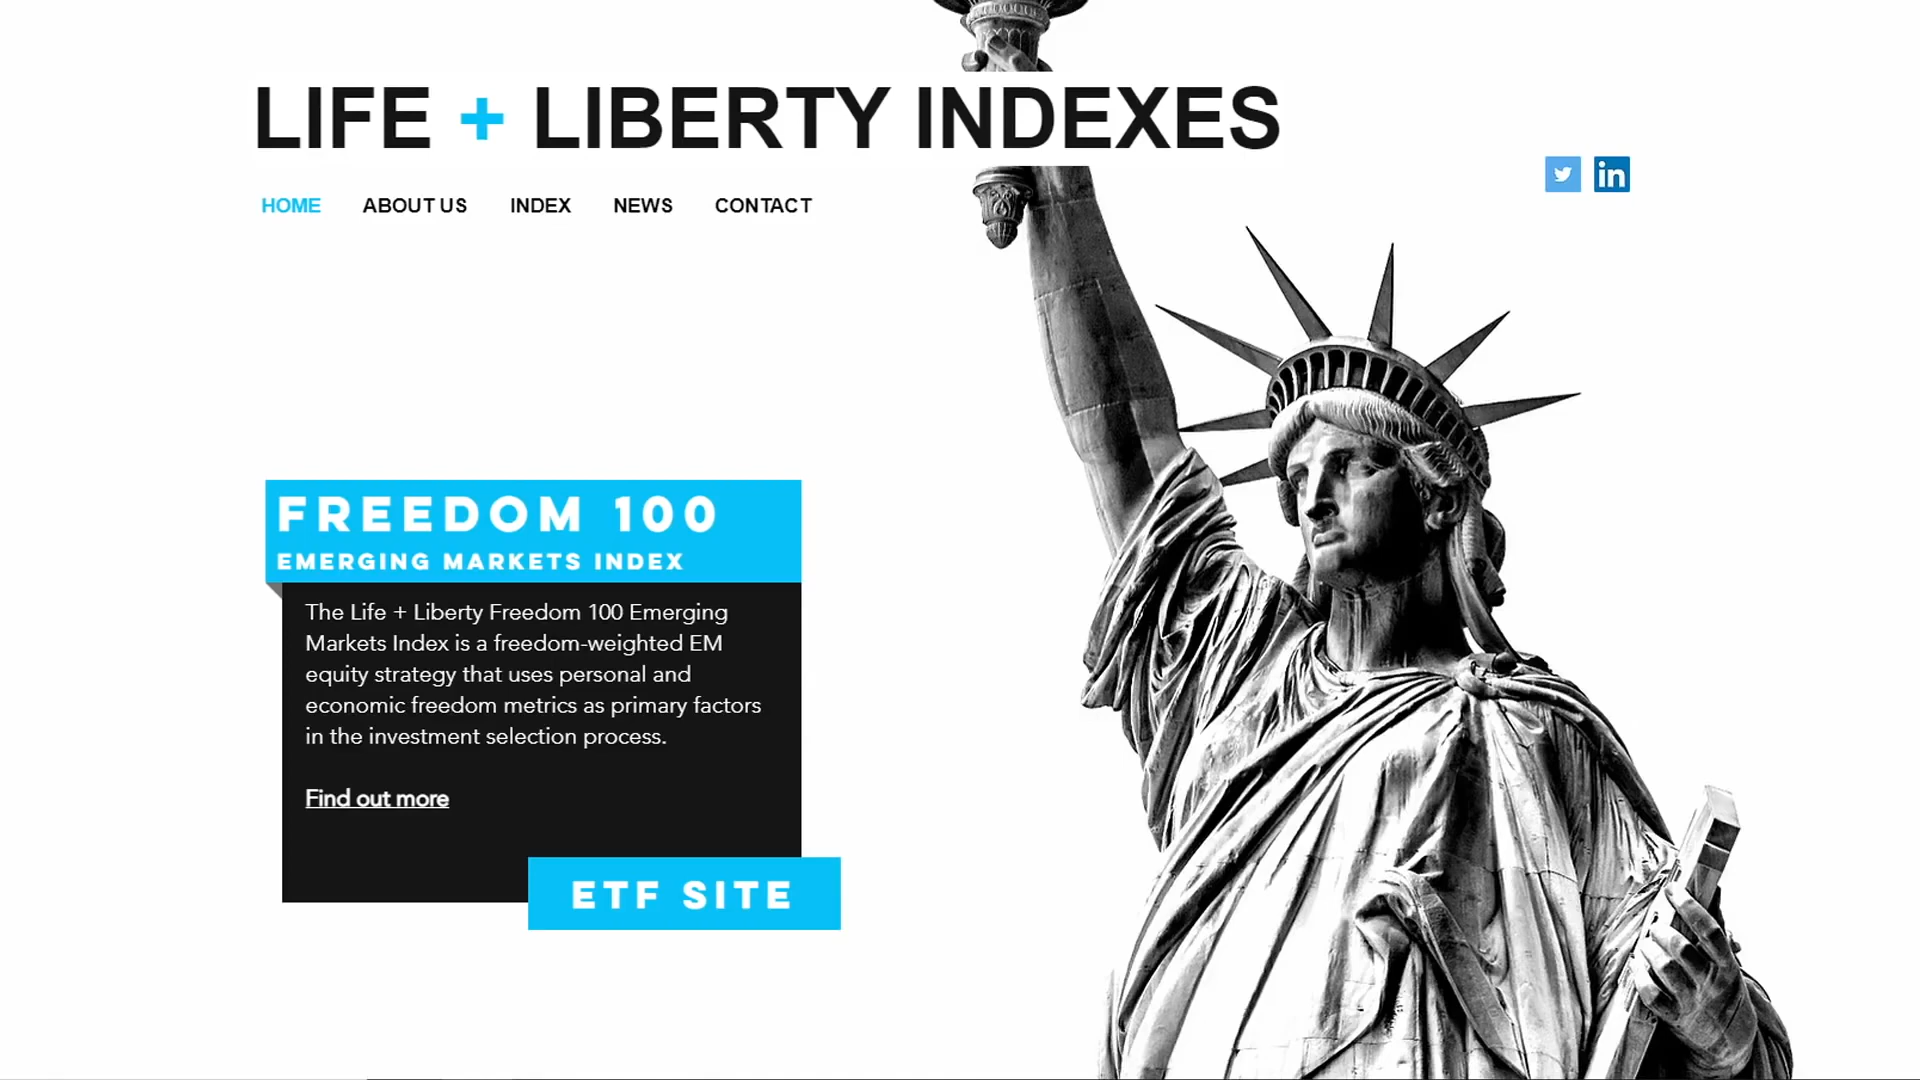 LIFE + LIBERTY INDEXES
in
HOME ABOUT US INDEX NEWS CONTACT
FREEDOM 100
EMERGING MARKETS INDEX
The Life + Liberty Freedom 100 Emerging
Markets Index is a freedom-weighted EM
equity strategy that uses personal and
economic freedom metrics as primary factors
in the investment selection process.
Find out more
ETF SITE